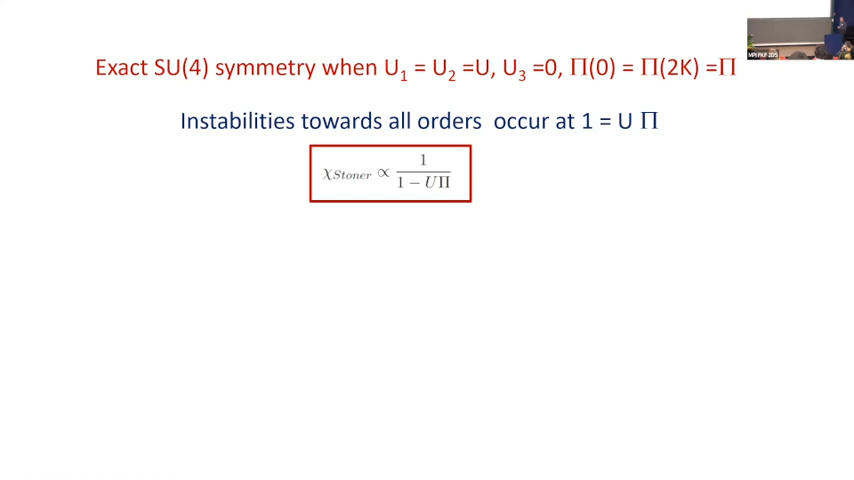 Exact SU(4) symmetry when U₁ = U₂ =U, U₃ =0, Π(0) = Π(2K) =Π
Instabilities towards all orders occur at 1 = U Π
χ_Stoner ∝ 1 / (1 − UΠ)